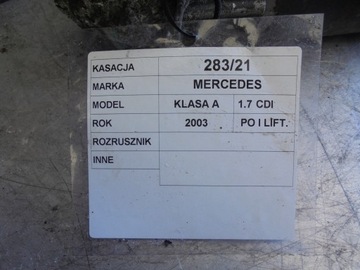 KASACJA 283/21
MARKA MERCEDES
MODEL KLASA A 1.7 CDI
ROK 2003 PO I LIFT.
ROZRUSZNIK
INNE